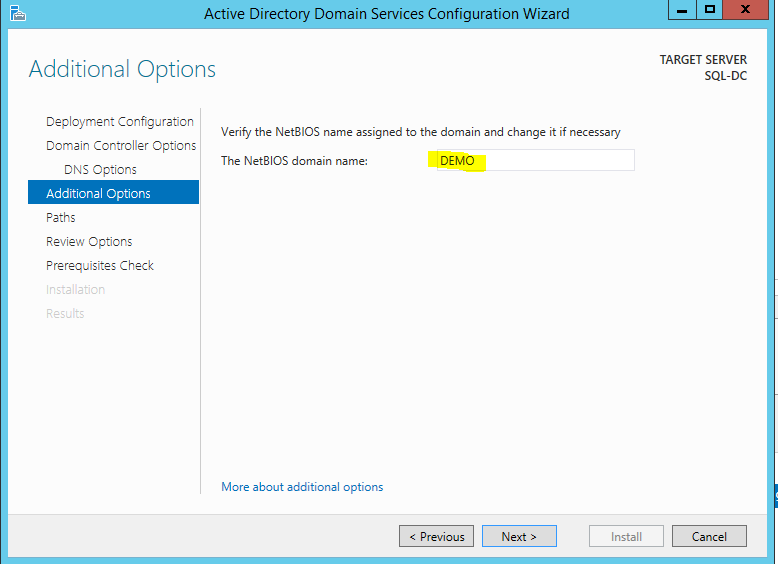 Active Directory Domain Services Configuration Wizard
Additional Options
TARGET SERVER
SQL-DC
Deployment Configuration
Domain Controller Options
DNS Options
Additional Options
Paths
Review Options
Prerequisites Check
Installation
Results
Verify the NetBIOS name assigned to the domain and change it if necessary
The NetBIOS domain name: DEMO
More about additional options
< Previous Next > Install Cancel